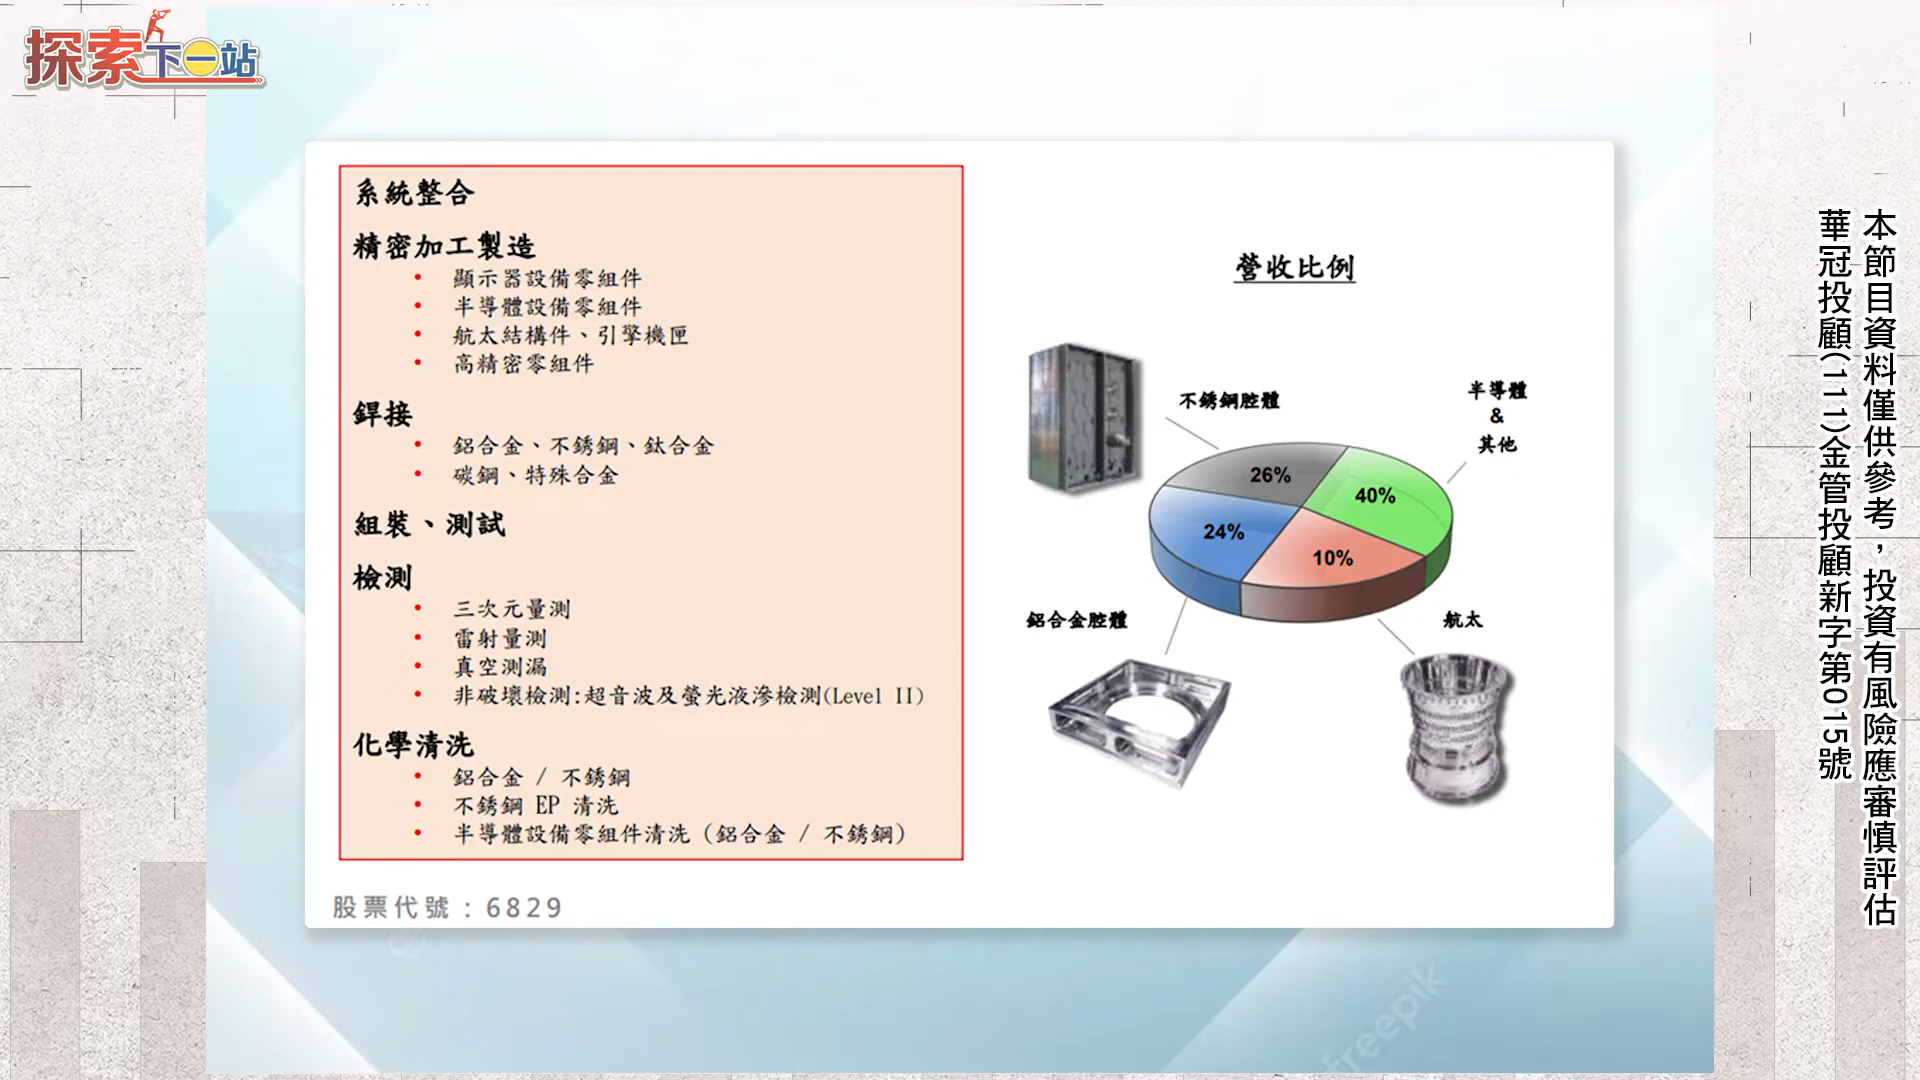 探索下一站
系統整合
精密加工製造
• 顯示器設備零組件
• 半導體設備零組件
• 航太結構件、引擎機匣
• 高精密零組件
銲接
• 鋁合金、不銹鋼、鈦合金
• 碳鋼、特殊合金
組裝、測試
檢測
• 三次元量測
• 雷射量測
• 真空測漏
• 非破壞檢測:超音波及螢光液滲檢測(Level II)
化學清洗
• 鋁合金 / 不銹鋼
• 不銹鋼 EP 清洗
• 半導體設備零組件清洗 (鋁合金 / 不銹鋼)
股票代號：6829
營收比例
不銹鋼腔體
半導體
&
其他
26%
40%
24%
10%
鋁合金腔體
航太
本節目資料僅供參考，投資有風險應審慎評估
華冠投顧(111)金管投顧新字第015號
freepik